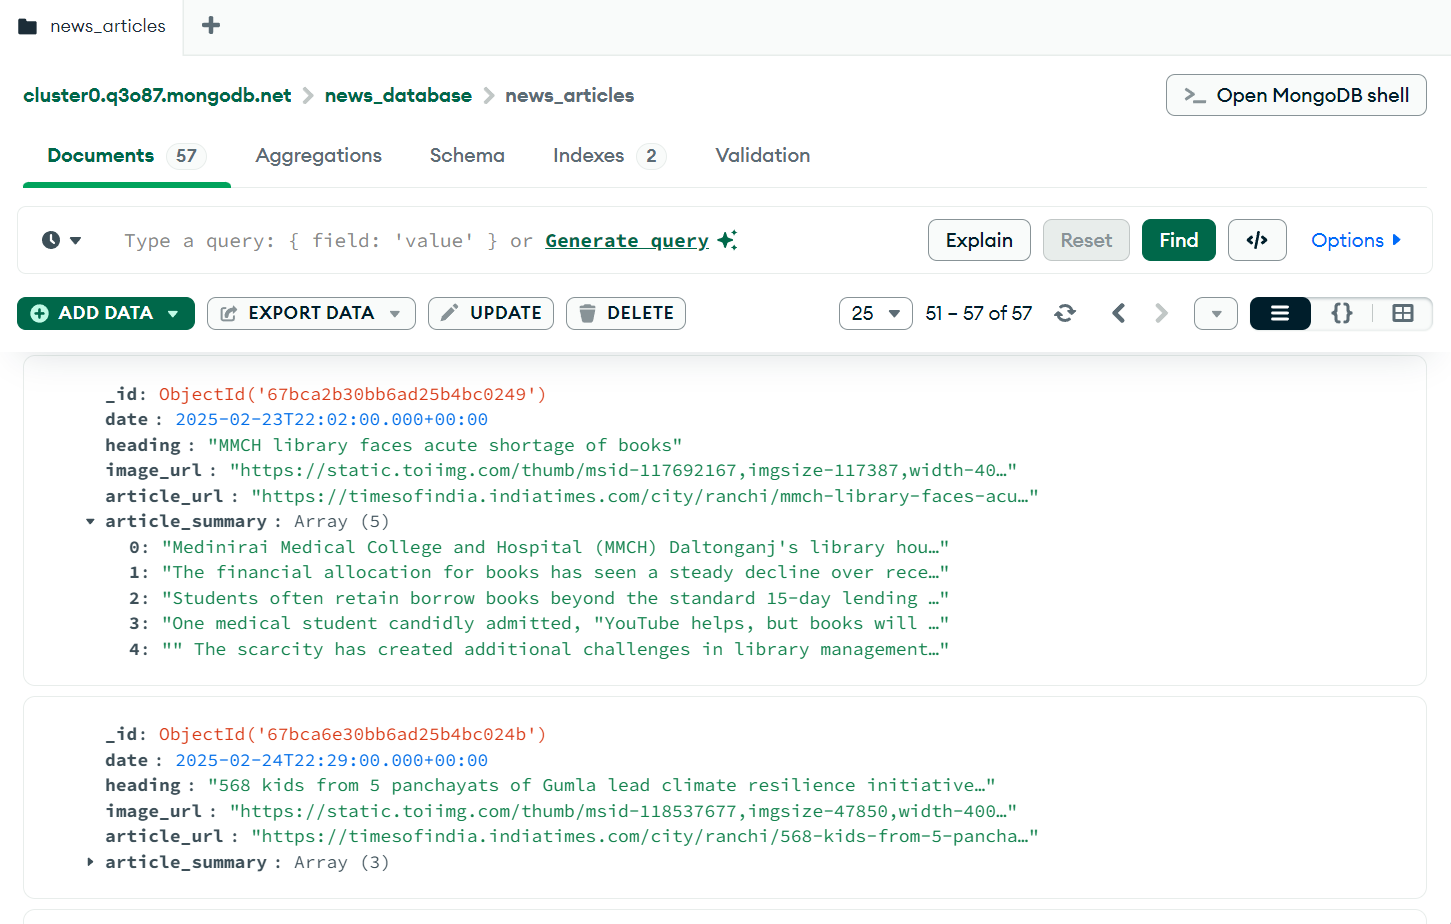 news_articles
cluster0.q3o87.mongodb.net > news_database > news_articles
>_ Open MongoDB shell
Documents 57 Aggregations Schema Indexes 2 Validation
Type a query: { field: 'value' } or Generate query
Explain Reset Find </> Options
ADD DATA EXPORT DATA UPDATE DELETE 25 51 – 57 of 57 {}
_id: ObjectId('67bca2b30bb6ad25b4bc0249')
date : 2025-02-23T22:02:00.000+00:00
heading : "MMCH library faces acute shortage of books"
image_url : "https://static.toiimg.com/thumb/msid-117692167,imgsize-117387,width-40…"
article_url : "https://timesofindia.indiatimes.com/city/ranchi/mmch-library-faces-acu…"
article_summary : Array (5)
0: "Medinirai Medical College and Hospital (MMCH) Daltonganj's library hou…"
1: "The financial allocation for books has seen a steady decline over rece…"
2: "Students often retain borrow books beyond the standard 15-day lending …"
3: "One medical student candidly admitted, "YouTube helps, but books will …"
4: "" The scarcity has created additional challenges in library management…"
_id: ObjectId('67bca6e30bb6ad25b4bc024b')
date : 2025-02-24T22:29:00.000+00:00
heading : "568 kids from 5 panchayats of Gumla lead climate resilience initiative…"
image_url : "https://static.toiimg.com/thumb/msid-118537677,imgsize-47850,width-400…"
article_url : "https://timesofindia.indiatimes.com/city/ranchi/568-kids-from-5-pancha…"
article_summary : Array (3)